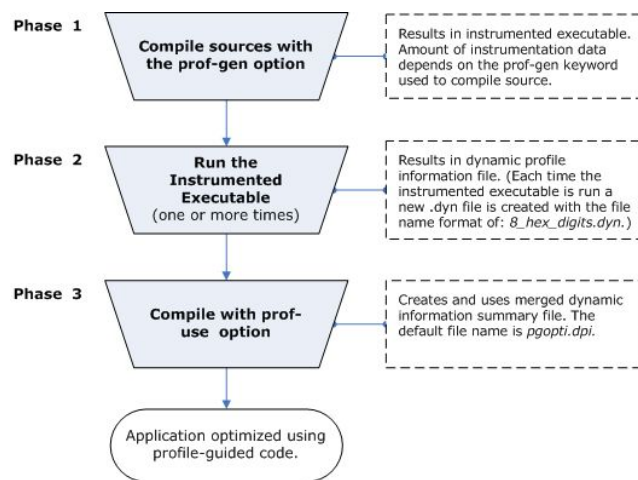 Phase 1
Compile sources with
the prof-gen option
Results in instrumented executable.
Amount of instrumentation data
depends on the prof-gen keyword
used to compile source.
Phase 2
Run the
Instrumented
Executable
(one or more times)
Results in dynamic profile
information file. (Each time the
instrumented executable is run a
new .dyn file is created with the file
name format of: 8_hex_digits.dyn.)
Phase 3
Compile with prof-
use option
Creates and uses merged dynamic
information summary file. The
default file name is pgopti.dpi.
Application optimized using
profile-guided code.